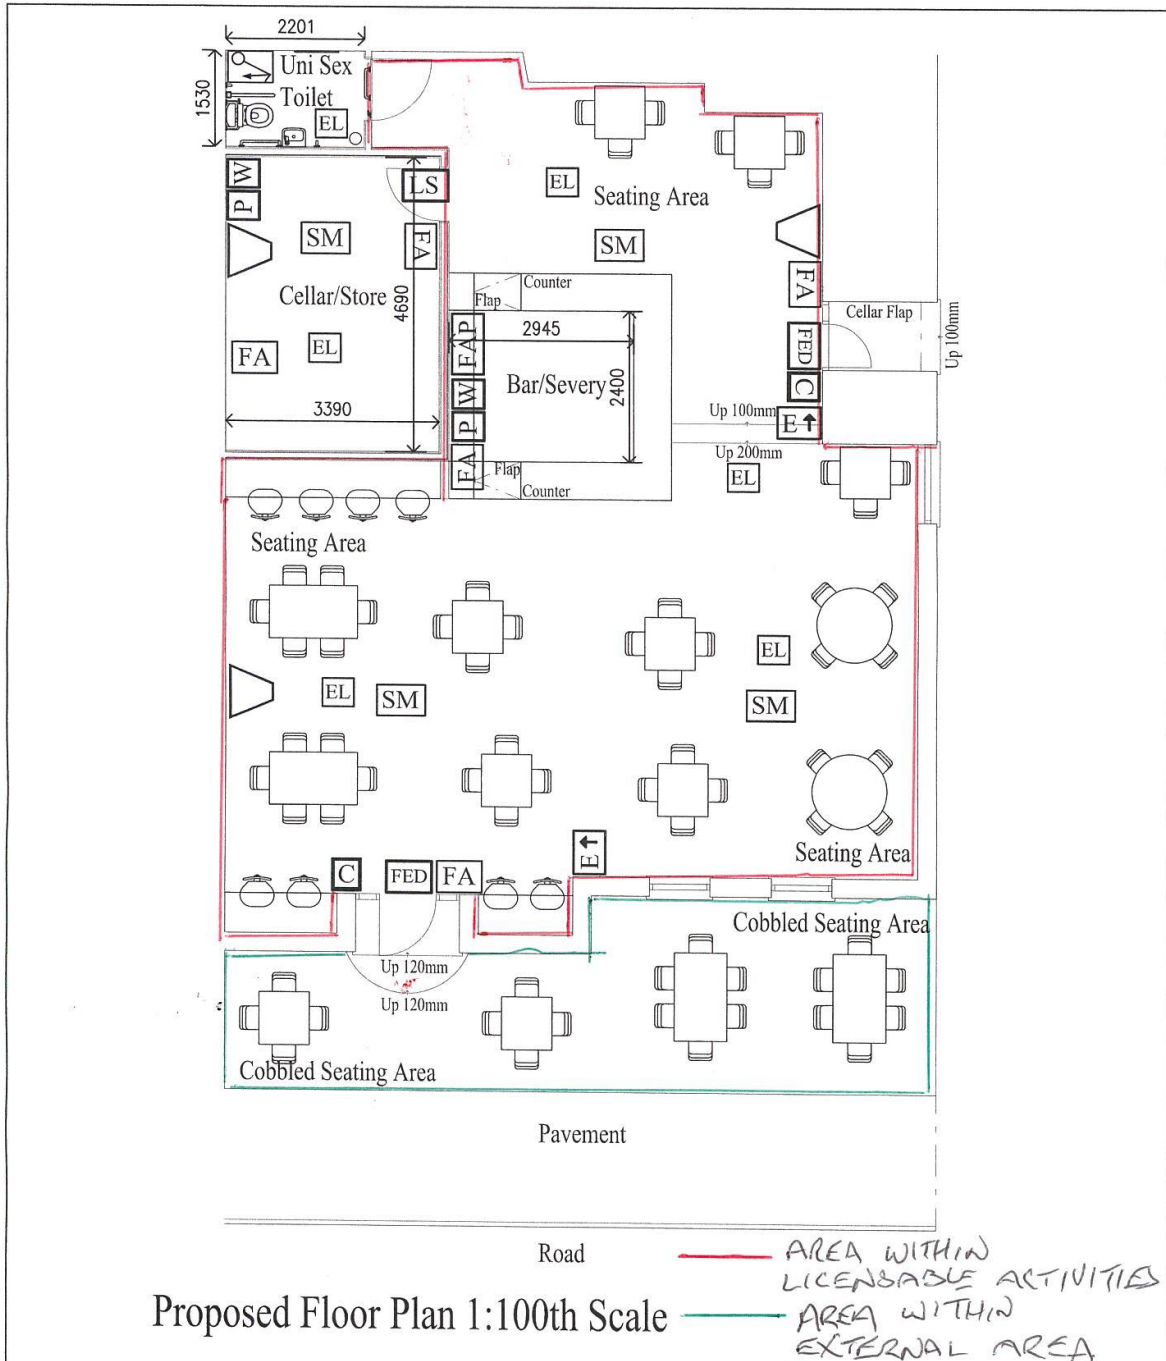 2201
Uni Sex
Toilet
1530
EL
W
P
LS
SM
FA
Cellar/Store
4690
EL
FA
3390
EL
Seating Area
SM
FA
Counter
Flap
FAP
2945
W
Bar/Severy
2400
P
FA
Flap
Counter
Cellar Flap
Up 100mm
FED
C
Up 100mm
E
Up 200mm
EL
Seating Area
EL
SM
EL
SM
Seating Area
E
C
FED
FA
Cobbled Seating Area
Up 120mm
Up 120mm
Cobbled Seating Area
Pavement
Road
AREA WITHIN
LICENSABLE ACTIVITIES
Proposed Floor Plan 1:100th Scale
AREA WITHIN
EXTERNAL AREA